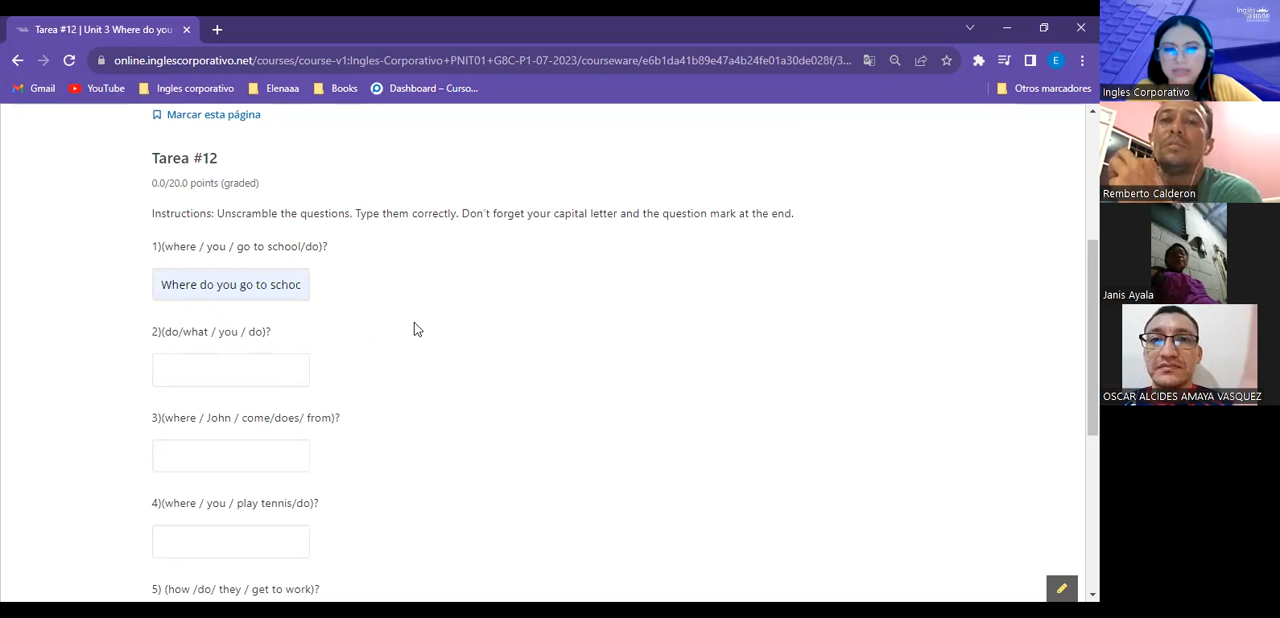 Tarea #12 | Unit 3 Where do you
online.inglescorporativo.net/courses/course-v1:Ingles-Corporativo+PNIT01+G8C-P1-07-2023/courseware/e6b1da41b89e47a4b24fe01a30de028f/3...
E
Gmail
YouTube
Ingles corporativo
Elenaaa
Books
Dashboard – Curso...
Otros marcadores
Marcar esta página
Tarea #12
0.0/20.0 points (graded)
Instructions: Unscramble the questions. Type them correctly. Don't forget your capital letter and the question mark at the end.
1)(where / you / go to school/do)?
Where do you go to schoc
2)(do/what / you / do)?
3)(where / John / come/does/ from)?
4)(where / you / play tennis/do)?
5) (how /do/ they / get to work)?
Ingles Corporativo
Remberto Calderon
Janis Ayala
OSCAR ALCIDES AMAYA VASQUEZ